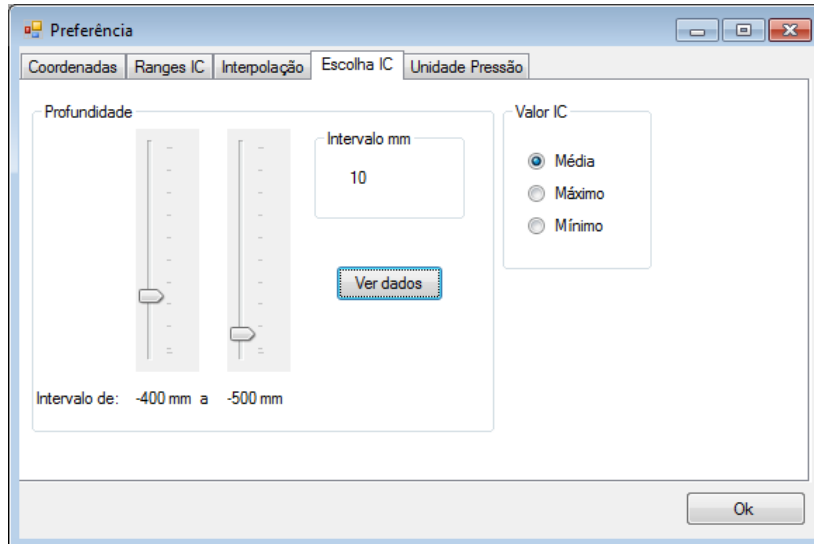 Preferência
Coordenadas Ranges IC Interpolação Escolha IC Unidade Pressão
Profundidade
Intervalo mm
10
Ver dados
Intervalo de: -400 mm a -500 mm
Valor IC
Média
Máximo
Mínimo
Ok